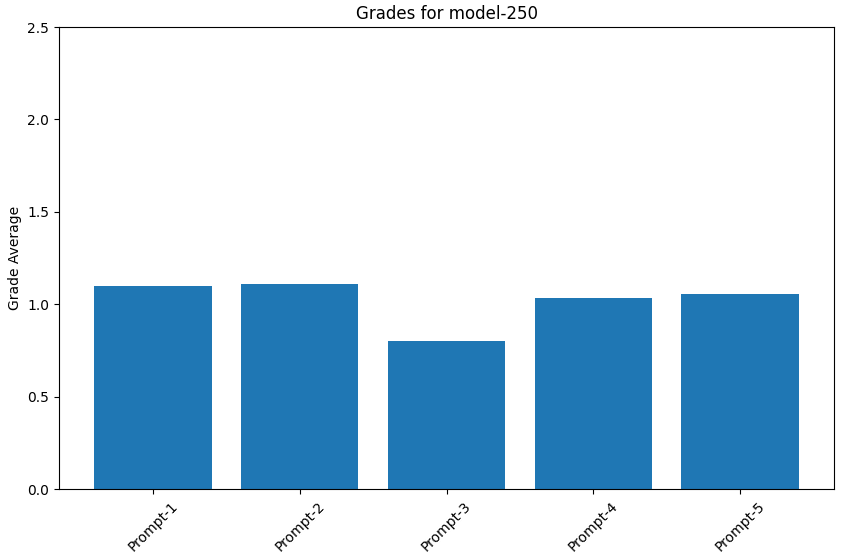 Grades for model-250
Grade Average
2.5
2.0
1.5
1.0
0.5
0.0
Prompt-1
Prompt-2
Prompt-3
Prompt-4
Prompt-5